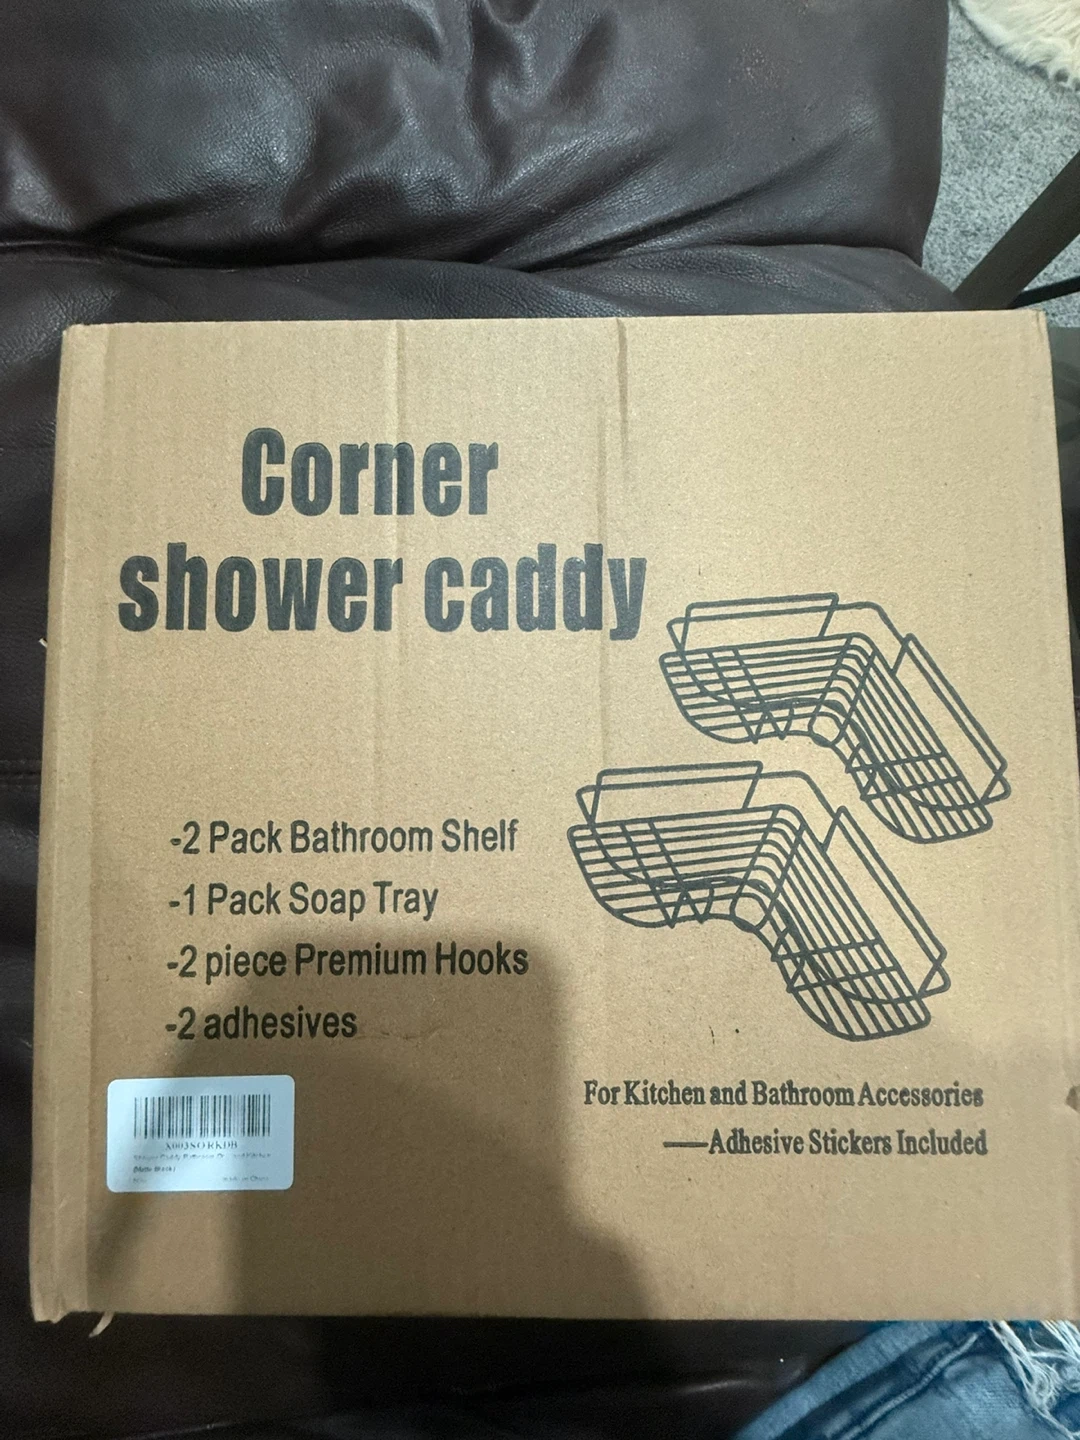 Corner
shower caddy
-2 Pack Bathroom Shelf
-1 Pack Soap Tray
-2 piece Premium Hooks
-2 adhesives
For Kitchen and Bathroom Accessories
——Adhesive Stickers Included
X003SORKDB